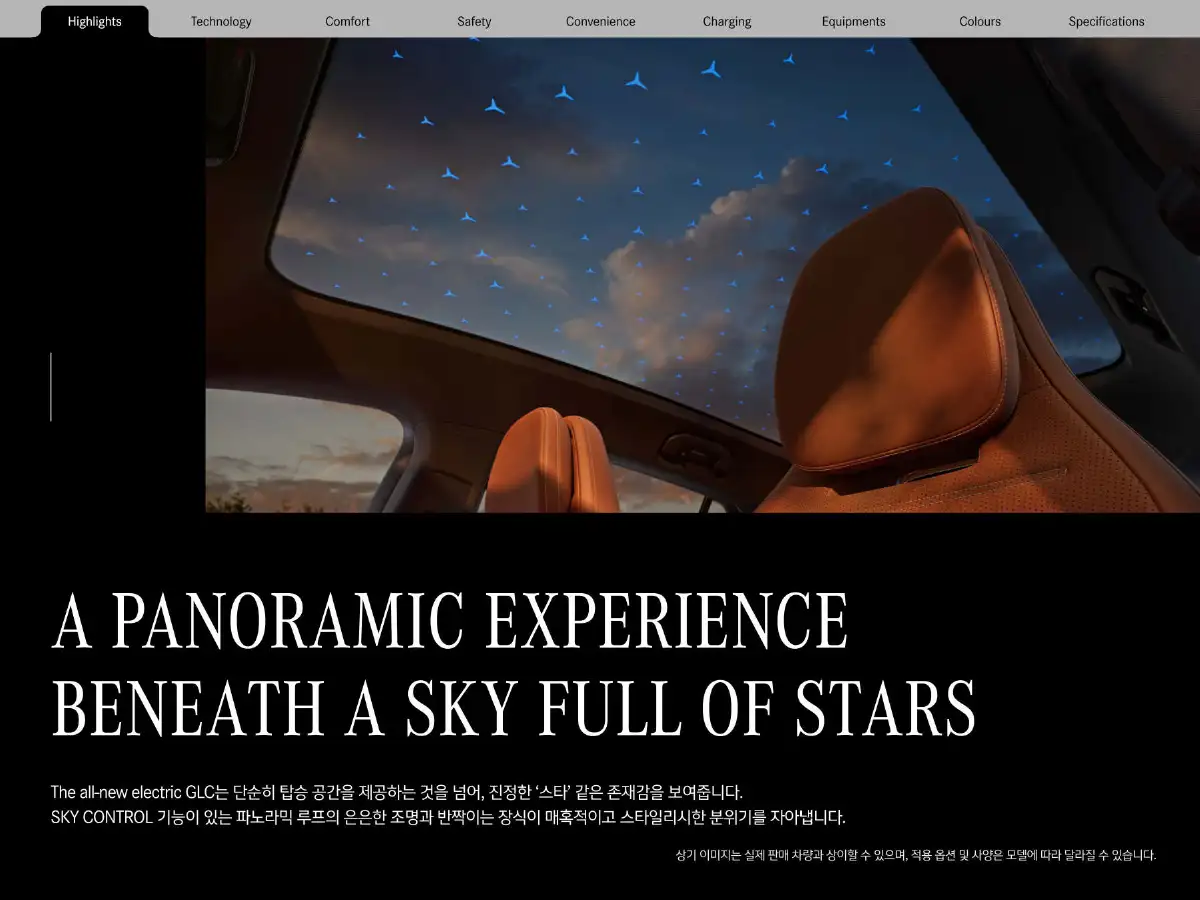 Highlights
Technology
Comfort
Safety
Convenience
Charging
Equipments
Colours
Specifications
A PANORAMIC EXPERIENCE
BENEATH A SKY FULL OF STARS
The all-new electric GLC는 단순히 탑승 공간을 제공하는 것을 넘어, 진정한 ‘스타’ 같은 존재감을 보여줍니다.
SKY CONTROL 기능이 있는 파노라믹 루프의 은은한 조명과 반짝이는 장식이 매혹적이고 스타일리시한 분위기를 자아냅니다.
상기 이미지는 실제 판매 차량과 상이할 수 있으며, 적용 옵션 및 사양은 모델에 따라 달라질 수 있습니다.